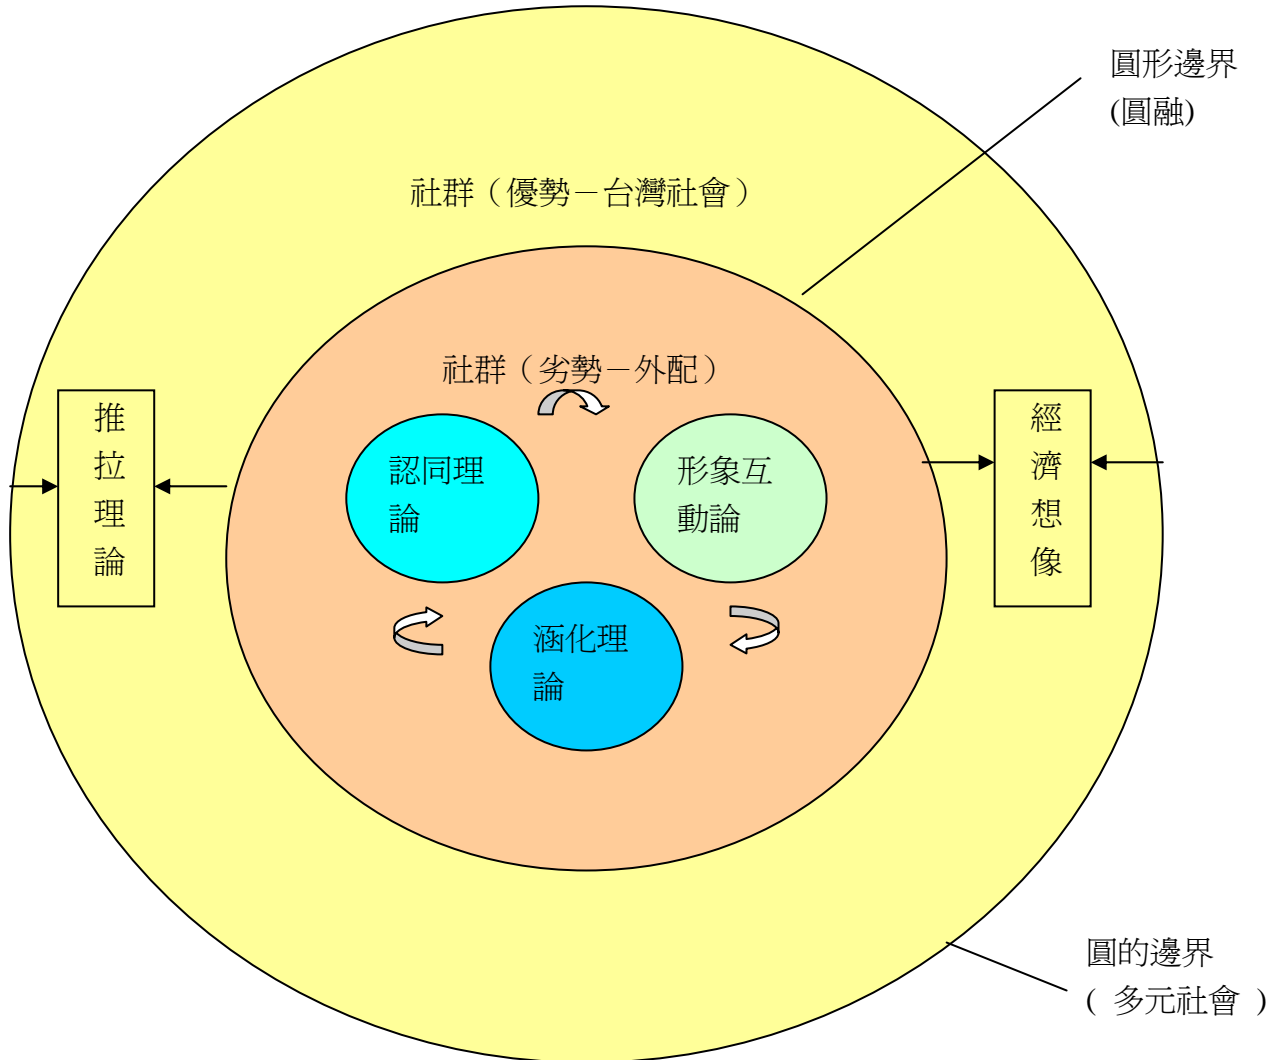 圓形邊界
(圓融)
社群（優勢－台灣社會）
社群（劣勢－外配）
推
拉
理
論
認同理
論
形象互
動論
經
濟
想
像
涵化理
論
圓的邊界
( 多元社會 )